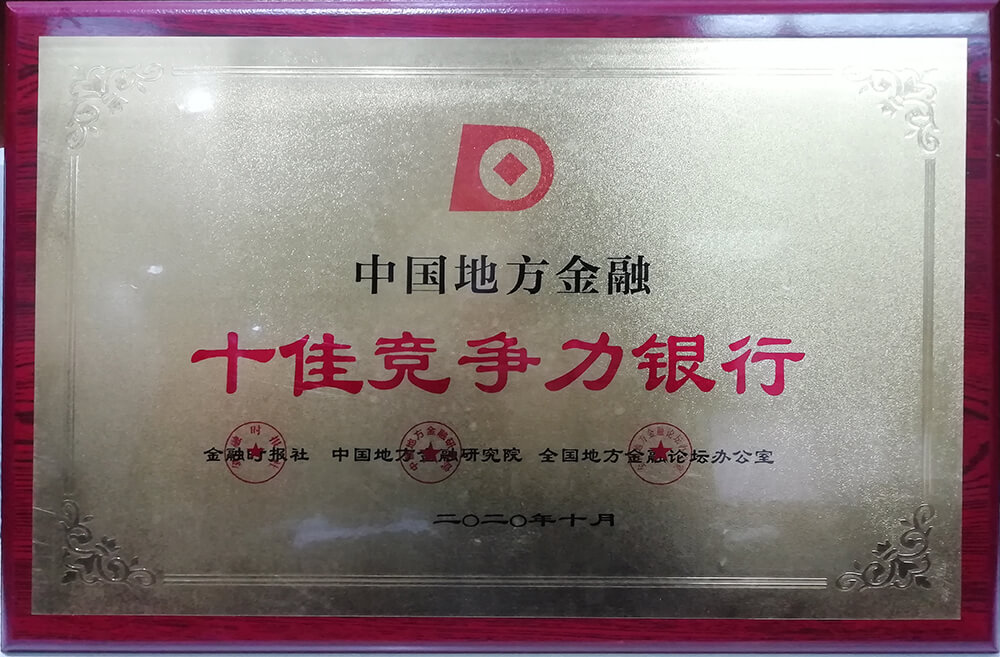 中国地方金融
十佳竞争力银行
金融时报社 中国地方金融研究院 全国地方金融论坛办公室
二〇二〇年十月